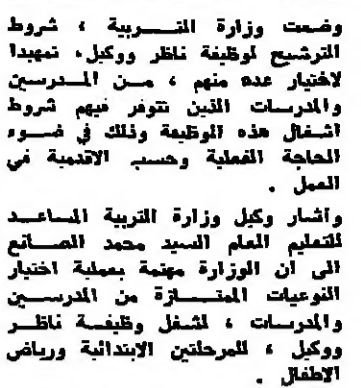 وضعت وزارة التربية ، شروط
الترشيح لوظيفة ناظر ووكيل، تمهيدا
لاختيار عدد منهم ، من المدرسين
والمدرسات الذين تتوفر فيهم شروط
اشغال هذه الوظيفة وذلك في ضوء
الحاجة الفعلية وحسب الاقدمية في
العمل .
واشار وكيل وزارة التربية المساعد
للتعليم العام السيد محمد الصانع
الى ان الوزارة مهتمة بعملية اختيار
النوعيات الممتازة من المدرسين
والمدرسات ، لشغل وظيفة ناظر
ووكيل ، للمرحلتين الابتدائية ورياض
الاطفال .